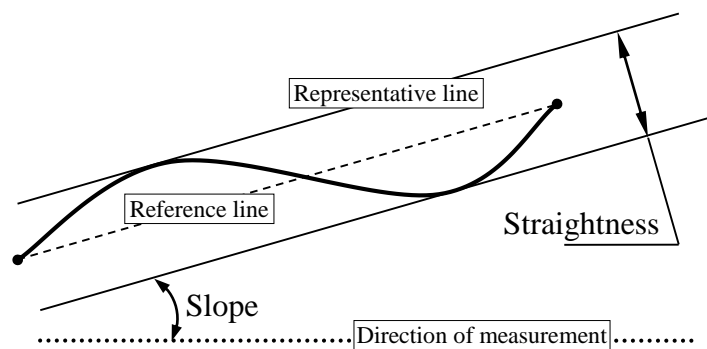 Representative line
Reference line
Straightness
Slope
Direction of measurement